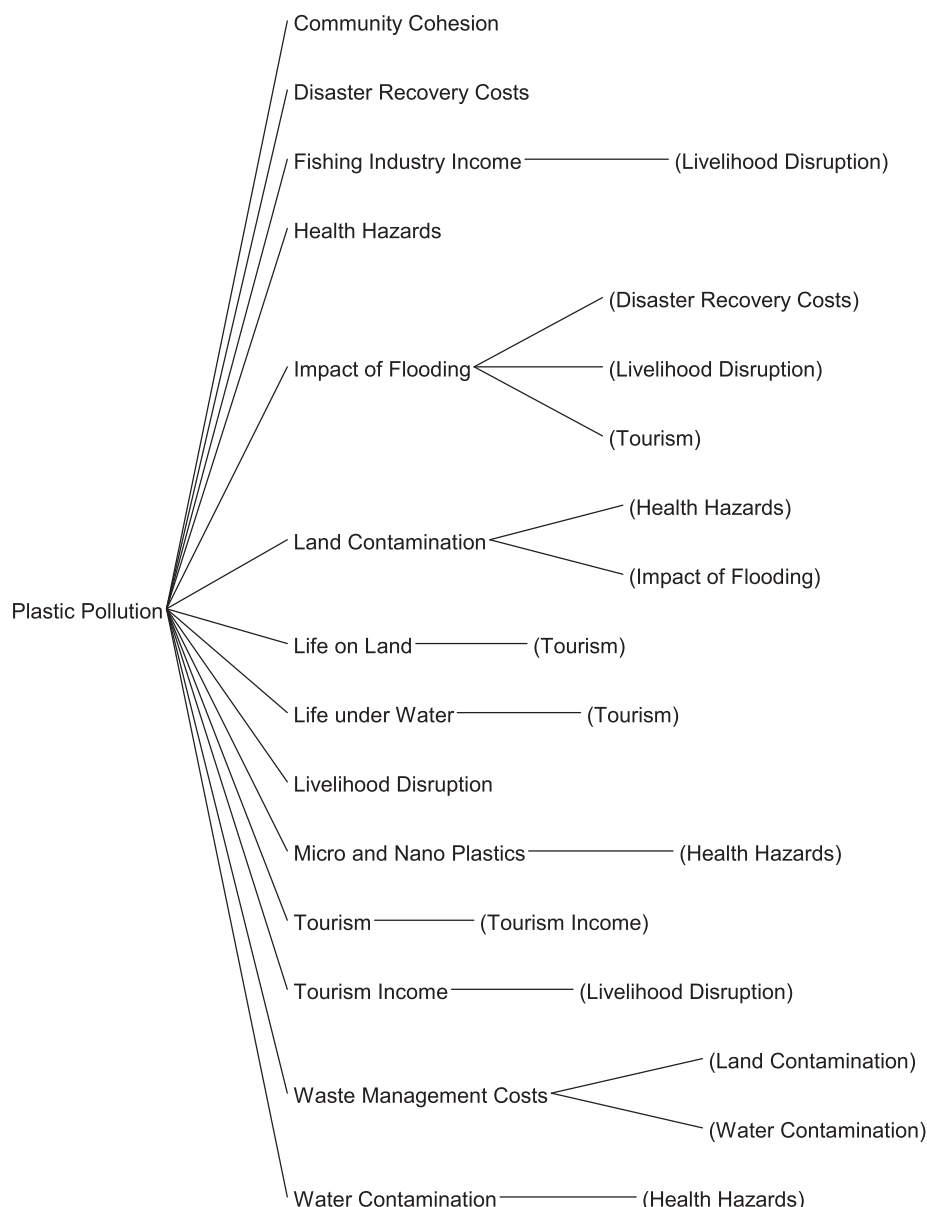 Community Cohesion
Disaster Recovery Costs
Fishing Industry Income
(Livelihood Disruption)
Health Hazards
(Disaster Recovery Costs)
Impact of Flooding
(Livelihood Disruption)
(Tourism)
(Health Hazards)
Land Contamination
(Impact of Flooding)
Plastic Pollution
Life on Land
(Tourism)
Life under Water
(Tourism)
Livelihood Disruption
Micro and Nano Plastics
(Health Hazards)
Tourism
(Tourism Income)
Tourism Income
(Livelihood Disruption)
(Land Contamination)
Waste Management Costs
(Water Contamination)
Water Contamination
(Health Hazards)